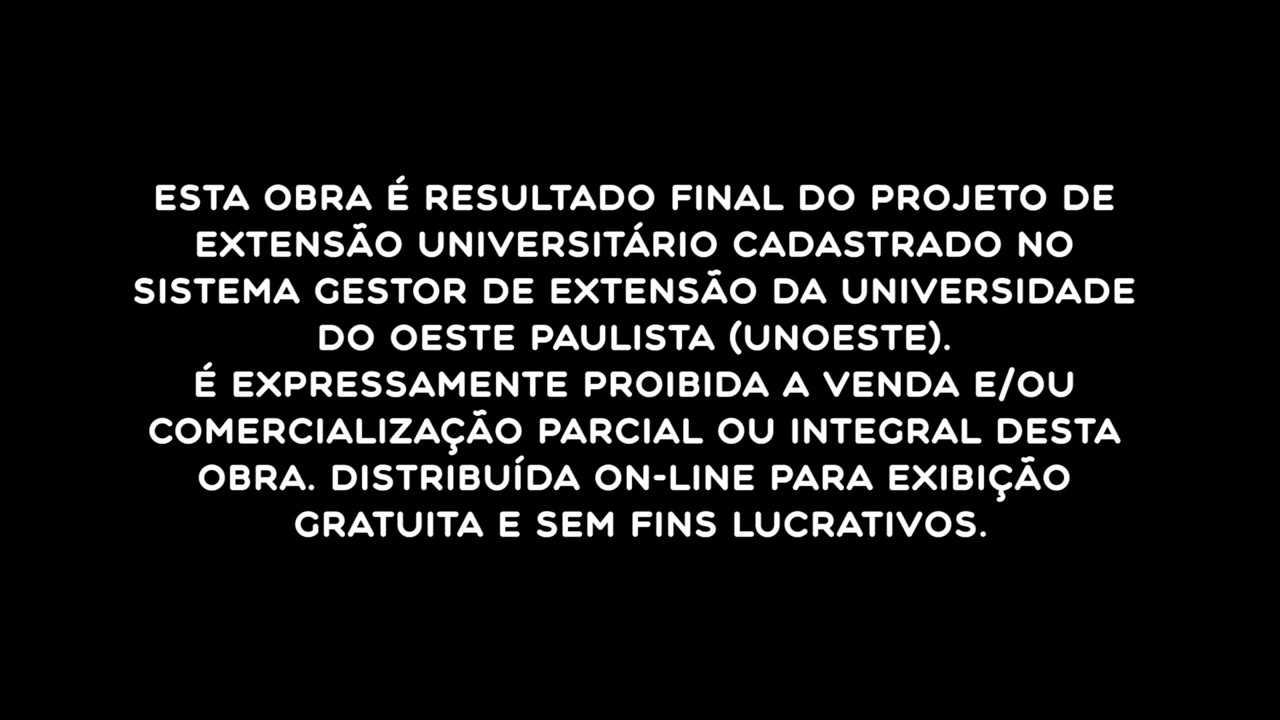 ESTA OBRA É RESULTADO FINAL DO PROJETO DE
EXTENSÃO UNIVERSITÁRIO CADASTRADO NO
SISTEMA GESTOR DE EXTENSÃO DA UNIVERSIDADE
DO OESTE PAULISTA (UNOESTE).
É EXPRESSAMENTE PROIBIDA A VENDA E/OU
COMERCIALIZAÇÃO PARCIAL OU INTEGRAL DESTA
OBRA. DISTRIBUÍDA ON-LINE PARA EXIBIÇÃO
GRATUITA E SEM FINS LUCRATIVOS.